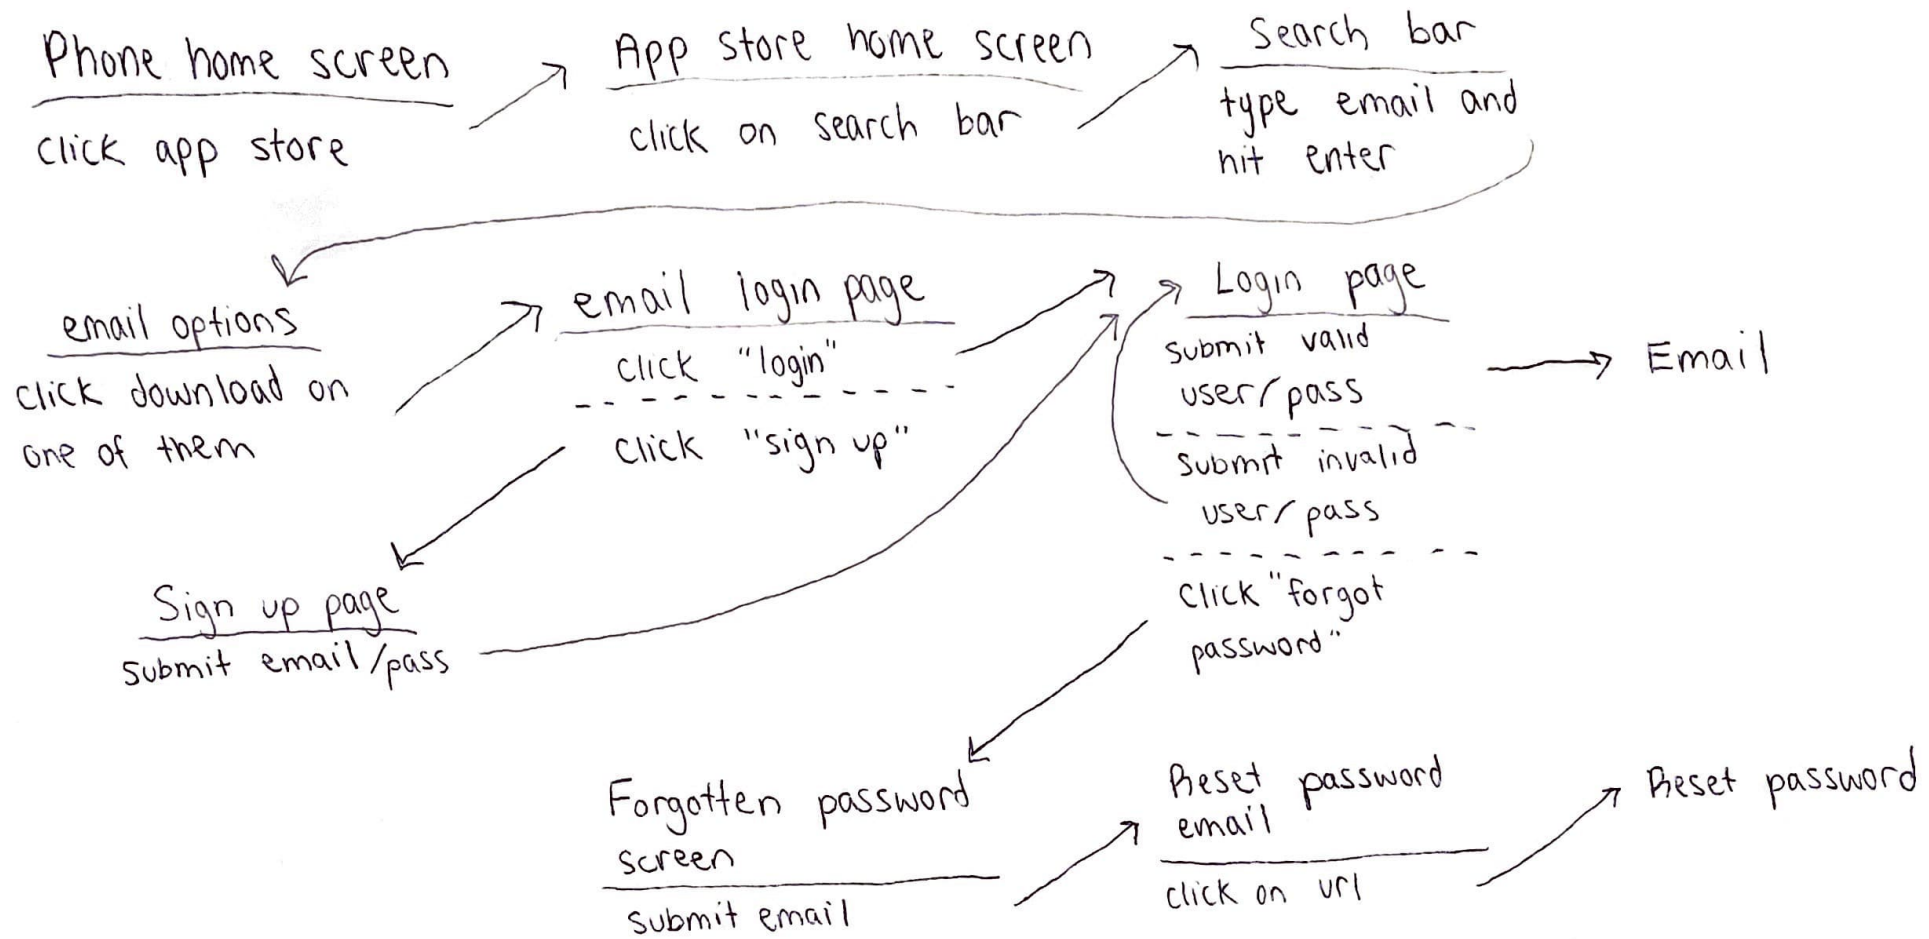 Phone home screen
click app store
App store home screen
click on search bar
Search bar
type email and
hit enter
email options
click download on
one of them
email login page
click "login"
click "sign up"
Login page
submit valid
user/pass
submit invalid
user/pass
click "forgot
password"
Email
Sign up page
submit email/pass
Forgotten password
screen
submit email
Reset password
email
click on url
Reset password